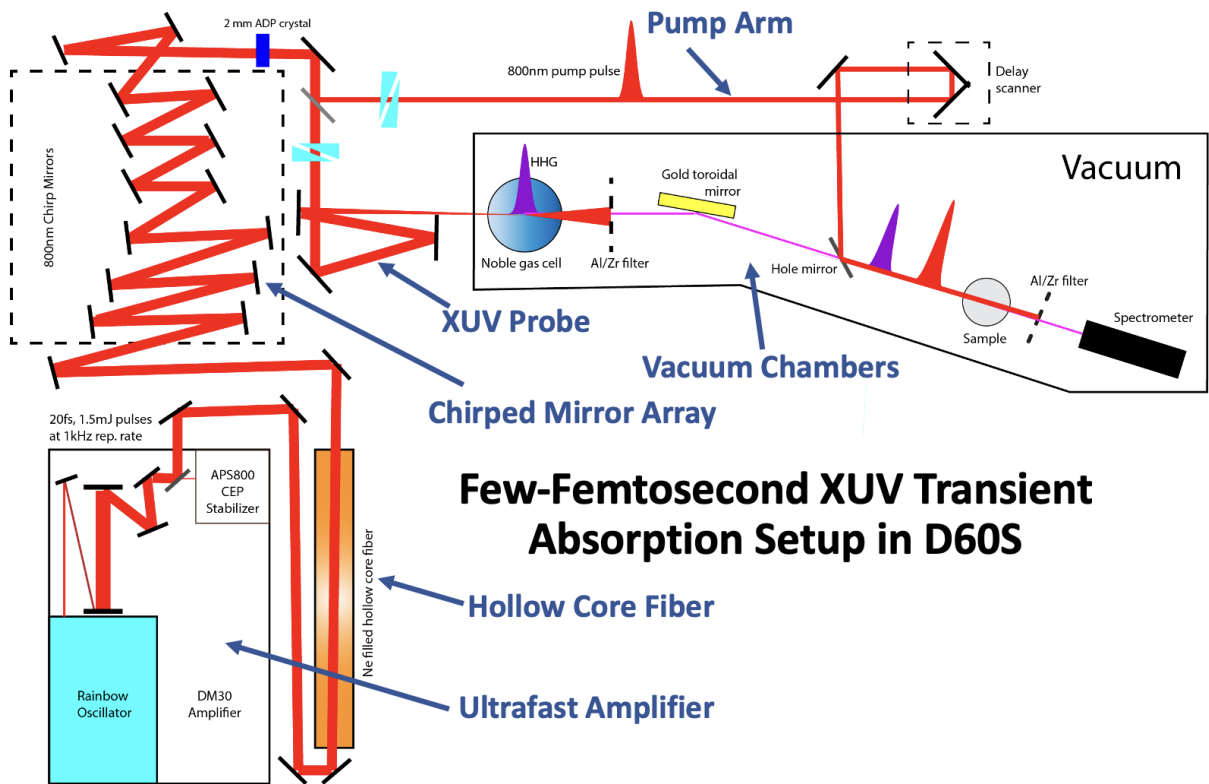 2 mm ADP crystal
Pump Arm
800nm pump pulse
Delay
scanner
Vacuum
800nm Chirp Mirrors
HHG
Gold toroidal
mirror
Noble gas cell
Al/Zr filter
Hole mirror
Al/Zr filter
Sample
Spectrometer
XUV Probe
Vacuum Chambers
Chirped Mirror Array
20fs, 1.5mJ pulses
at 1kHz rep. rate
APS800
CEP
Stabilizer
Few-Femtosecond XUV Transient
Absorption Setup in D60S
Ne filled hollow core fiber
Hollow Core Fiber
Rainbow
Oscillator
DM30
Amplifier
Ultrafast Amplifier